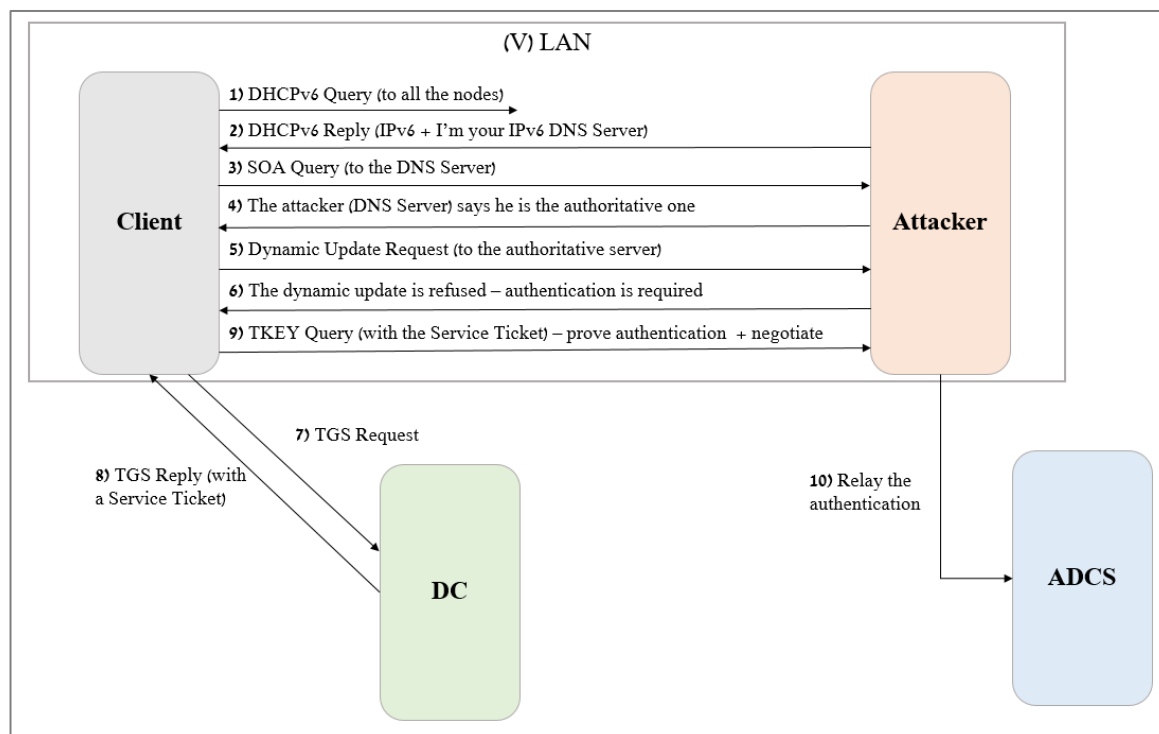 (V) LAN
1) DHCPv6 Query (to all the nodes)
2) DHCPv6 Reply (IPv6 + I'm your IPv6 DNS Server)
3) SOA Query (to the DNS Server)
4) The attacker (DNS Server) says he is the authoritative one
Client
Attacker
5) Dynamic Update Request (to the authoritative server)
6) The dynamic update is refused – authentication is required
9) TKEY Query (with the Service Ticket) – prove authentication + negotiate
7) TGS Request
8) TGS Reply (with
a Service Ticket)
10) Relay the
authentication
DC
ADCS